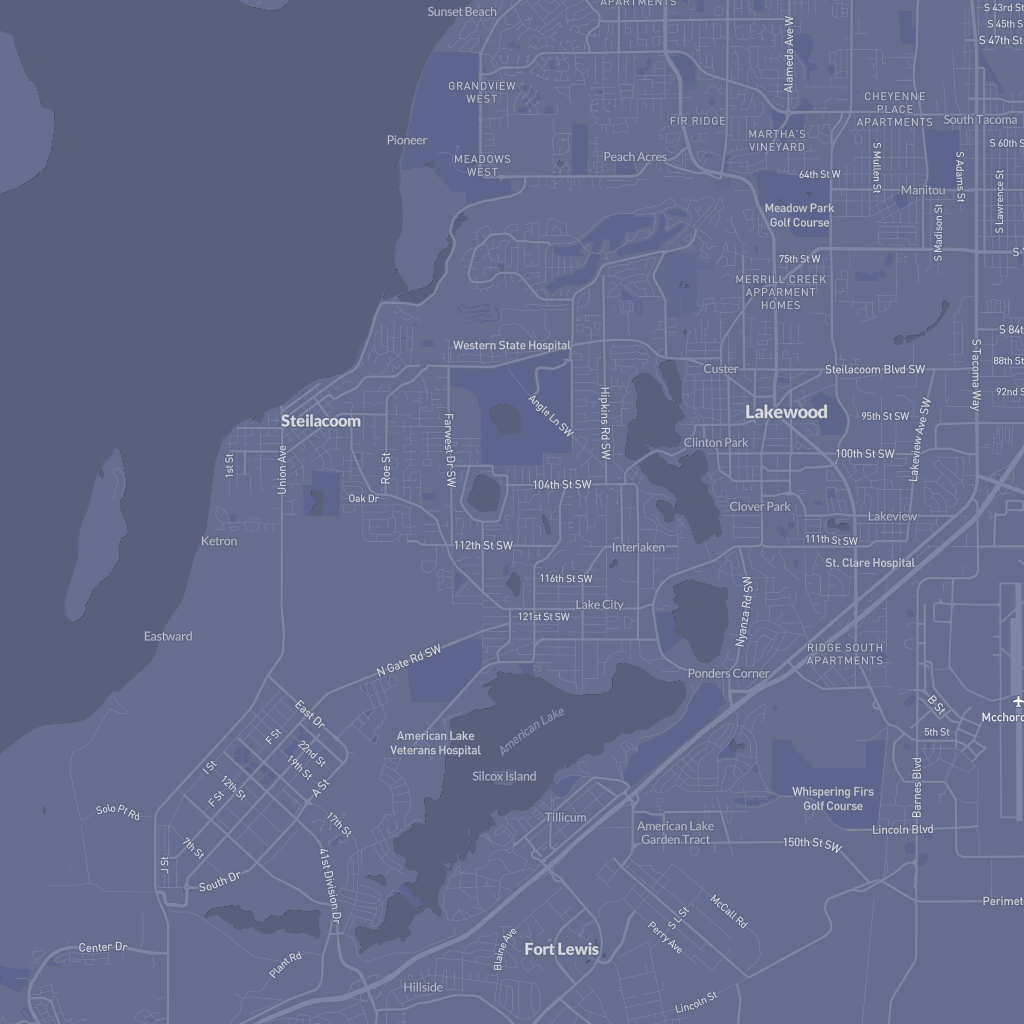 APARTMENTS
Sunset Beach
S 43rd St
S 45th St
S 47th St
Alameda Ave W
GRANDVIEW
WEST
CHEYENNE
PLACE
APARTMENTS
FIR RIDGE
South Tacoma
Pioneer
MARTHA'S
VINEYARD
S 60th S
MEADOWS
WEST
Peach Acres
S Mullen St
S Adams St
64th St W
Manitou
S Lawrence St
Meadow Park
Golf Course
S Madison St
75th St W
MERRILL CREEK
APPARMENT
HOMES
S 84t
Western State Hospital
S Tacoma Way
88th St
Custer
Steilacoom Blvd SW
92nd S
Steilacoom
Angle Ln SW
Hipkins Rd SW
Lakewood
95th St SW
Farwest Dr SW
Clinton Park
Lakeview Ave SW
100th St SW
1st St
Union Ave
Roe St
104th St SW
Oak Dr
Clover Park
Lakeview
Ketron
112th St SW
Interlaken
111th St SW
St. Clare Hospital
116th St SW
Nyanza Rd SW
Lake City
121st St SW
Eastward
N Gate Rd SW
RIDGE SOUTH
APARTMENTS
Ponders Corner
B St
East Dr
American Lake
Mcchor
F St
American Lake
Veterans Hospital
5th St
22nd St
19th St
I St
Silcox Island
12th St
A St
F St
Barnes Blvd
Whispering Firs
Golf Course
Solo Pt Rd
17th St
Tillicum
American Lake
Garden Tract
Lincoln Blvd
7th St
150th St SW
J St
South Dr
41st Division Dr
McCall Rd
Perimet
S L St
Perry Ave
Center Dr
Blaine Ave
Fort Lewis
Plant Rd
Hillside
Lincoln St